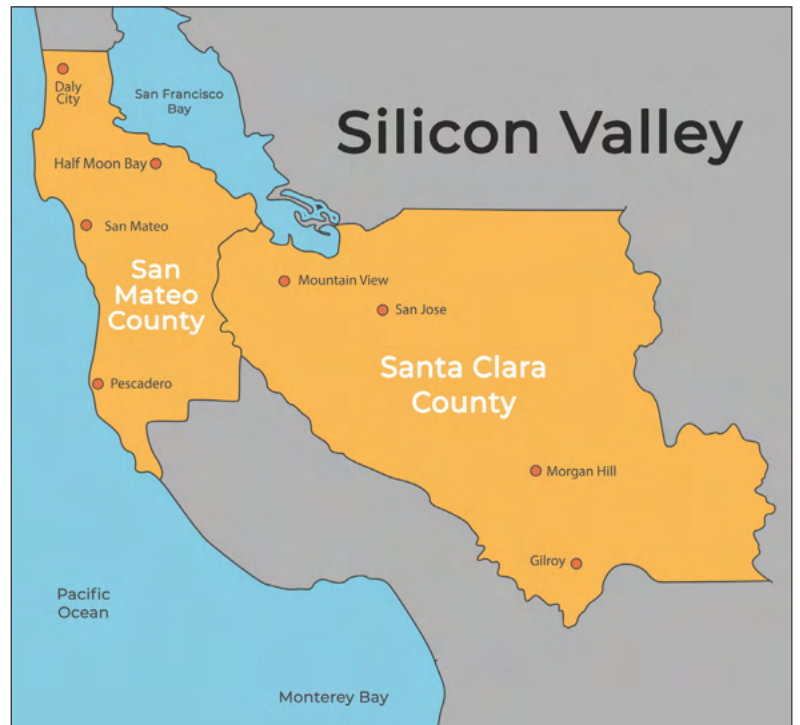 Silicon Valley
Daly
City
San Francisco
Bay
Half Moon Bay
San Mateo
San
Mateo
County
Mountain View
San Jose
Santa Clara
County
Pescadero
Morgan Hill
Gilroy
Pacific
Ocean
Monterey Bay